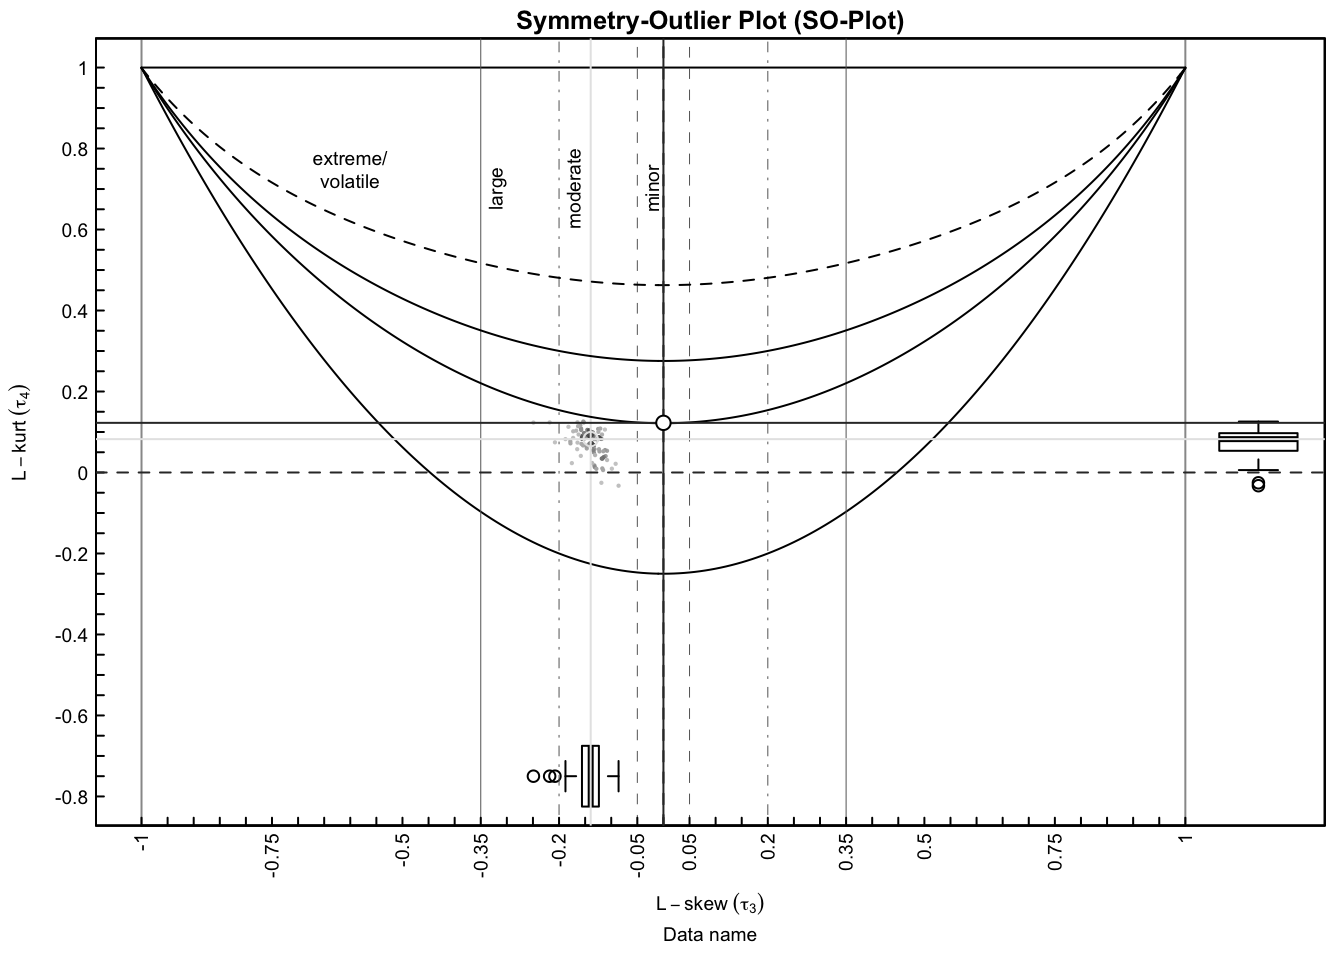 Symmetry-Outlier Plot (SO-Plot)
1
0.8
0.6
0.4
0.2
0
-0.2
-0.4
-0.6
-0.8
L – kurt (τ4)
extreme/
volatile
large
moderate
minor
-1
-0.75
-0.5
-0.35
-0.2
-0.05
0.05
0.2
0.35
0.5
0.75
1
L – skew (τ3)
Data name